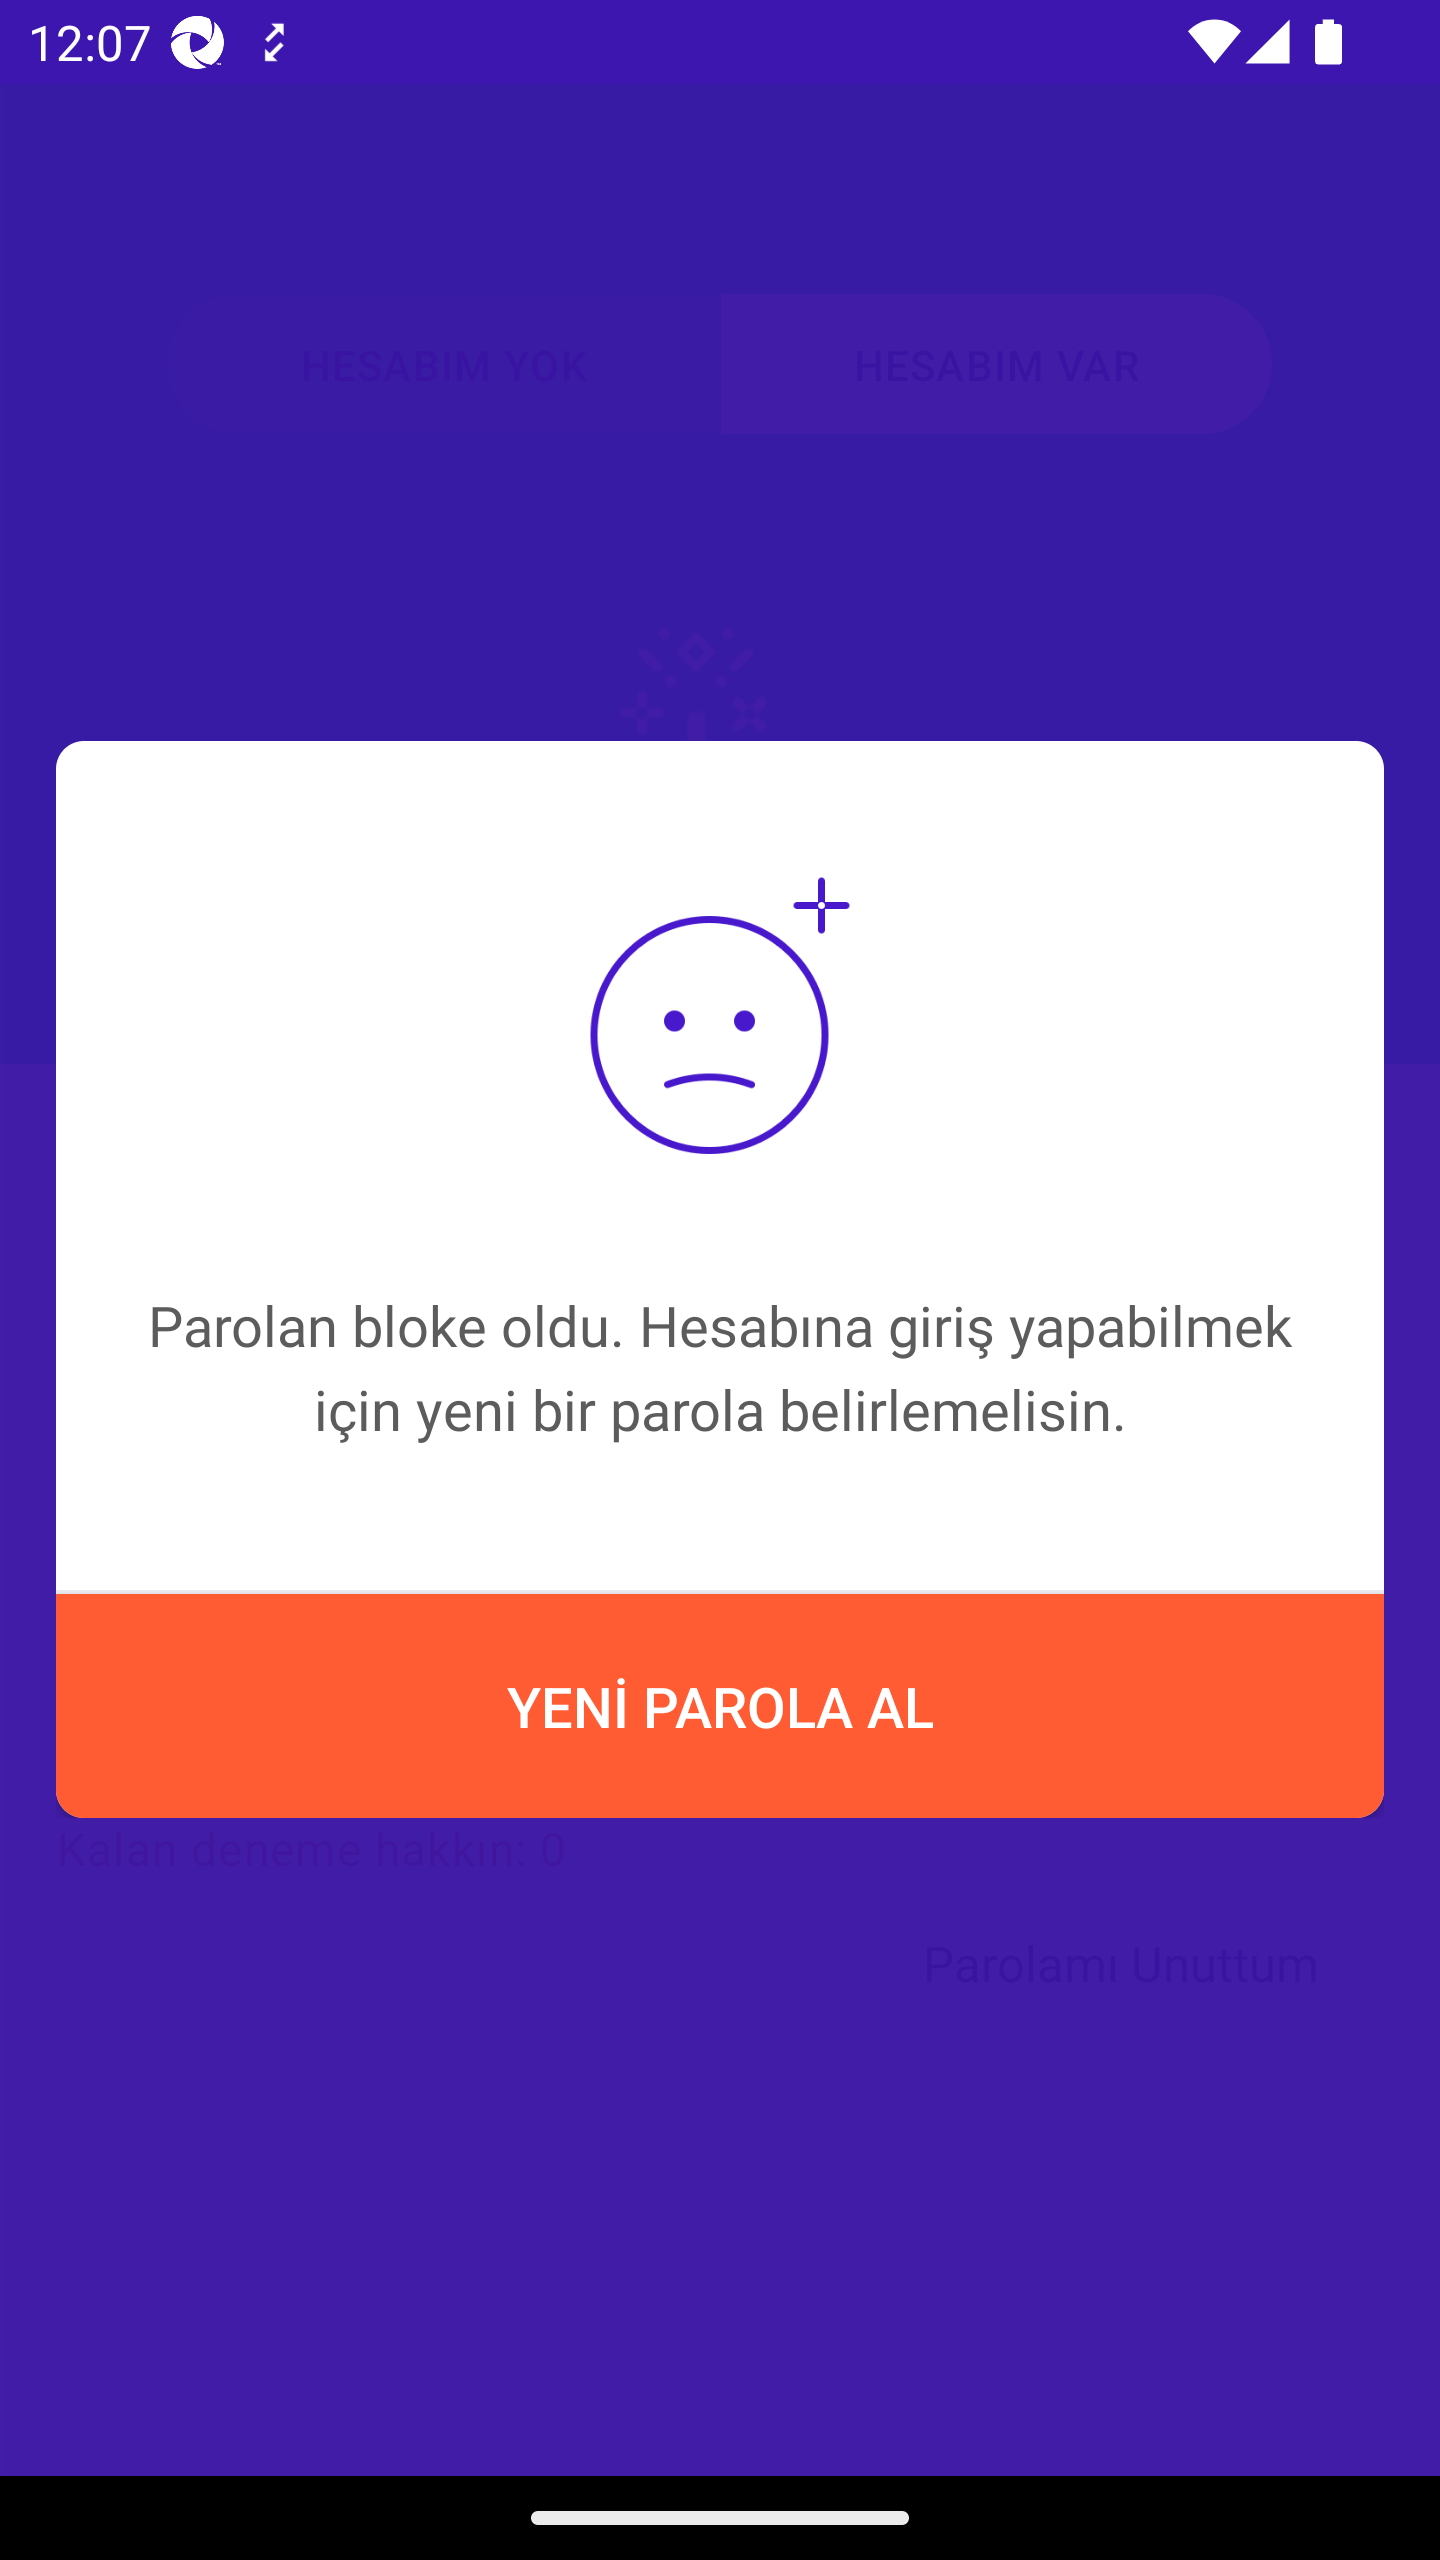 12:07
HESABIM YOK
HESABIM VAR
Parolan bloke oldu. Hesabına giriş yapabilmek
için yeni bir parola belirlemelisin.
YENİ PAROLA AL
Kalan deneme hakkın: 0
Parolamı Unuttum